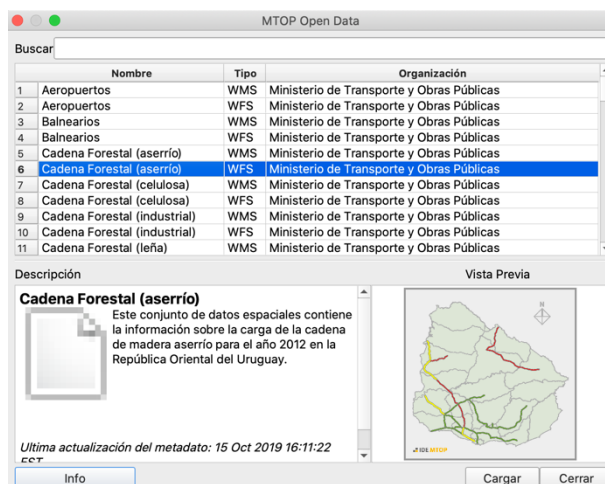 MTOP Open Data
Buscar
Nombre Tipo Organización
1 Aeropuertos WMS Ministerio de Transporte y Obras Públicas
2 Aeropuertos WFS Ministerio de Transporte y Obras Públicas
3 Balnearios WMS Ministerio de Transporte y Obras Públicas
4 Balnearios WFS Ministerio de Transporte y Obras Públicas
5 Cadena Forestal (aserrío) WMS Ministerio de Transporte y Obras Públicas
6 Cadena Forestal (aserrío) WFS Ministerio de Transporte y Obras Públicas
7 Cadena Forestal (celulosa) WMS Ministerio de Transporte y Obras Públicas
8 Cadena Forestal (celulosa) WFS Ministerio de Transporte y Obras Públicas
9 Cadena Forestal (industrial) WMS Ministerio de Transporte y Obras Públicas
10 Cadena Forestal (industrial) WFS Ministerio de Transporte y Obras Públicas
11 Cadena Forestal (leña) WMS Ministerio de Transporte y Obras Públicas
Descripción Vista Previa
Cadena Forestal (aserrío)
Este conjunto de datos espaciales contiene
la información sobre la carga de la cadena
de madera aserrío para el año 2012 en la
República Oriental del Uruguay.
Ultima actualización del metadato: 15 Oct 2019 16:11:22
EST
N
IDE MTOP
Info Cargar Cerrar